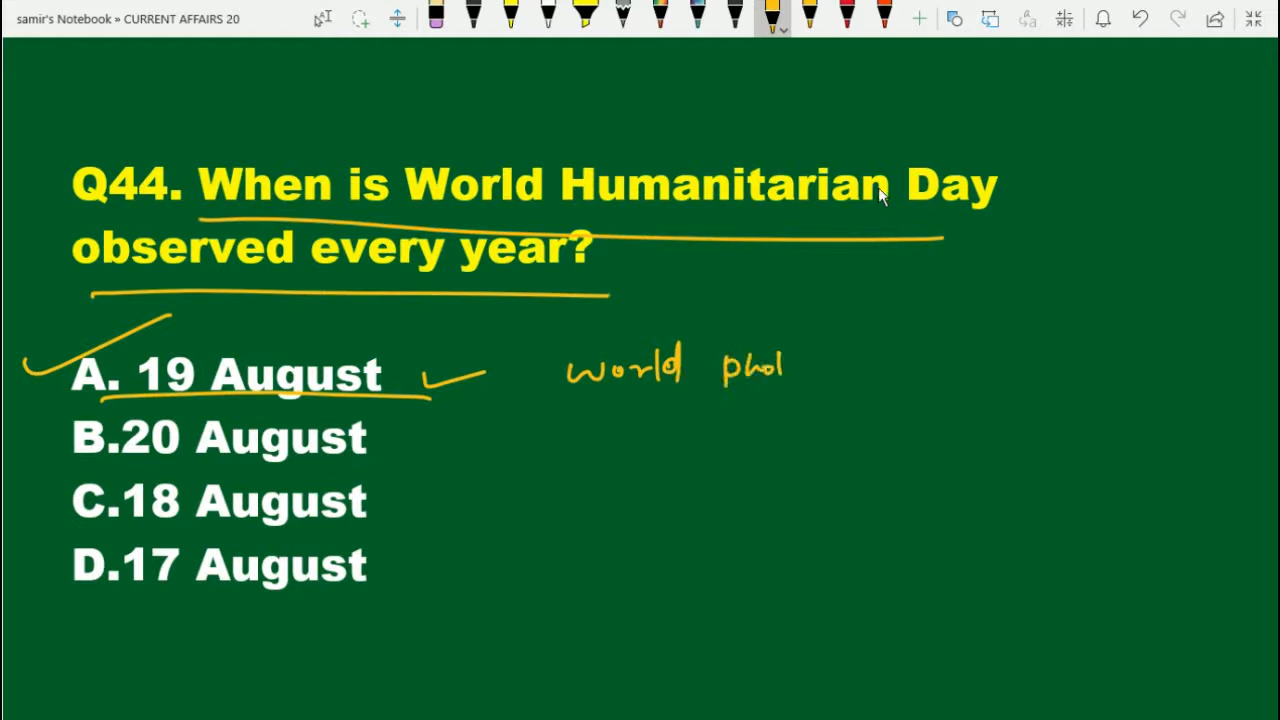 samir's Notebook » CURRENT AFFAIRS 20
Q44. When is World Humanitarian Day
observed every year?
A. 19 August world phol
B.20 August
C.18 August
D.17 August